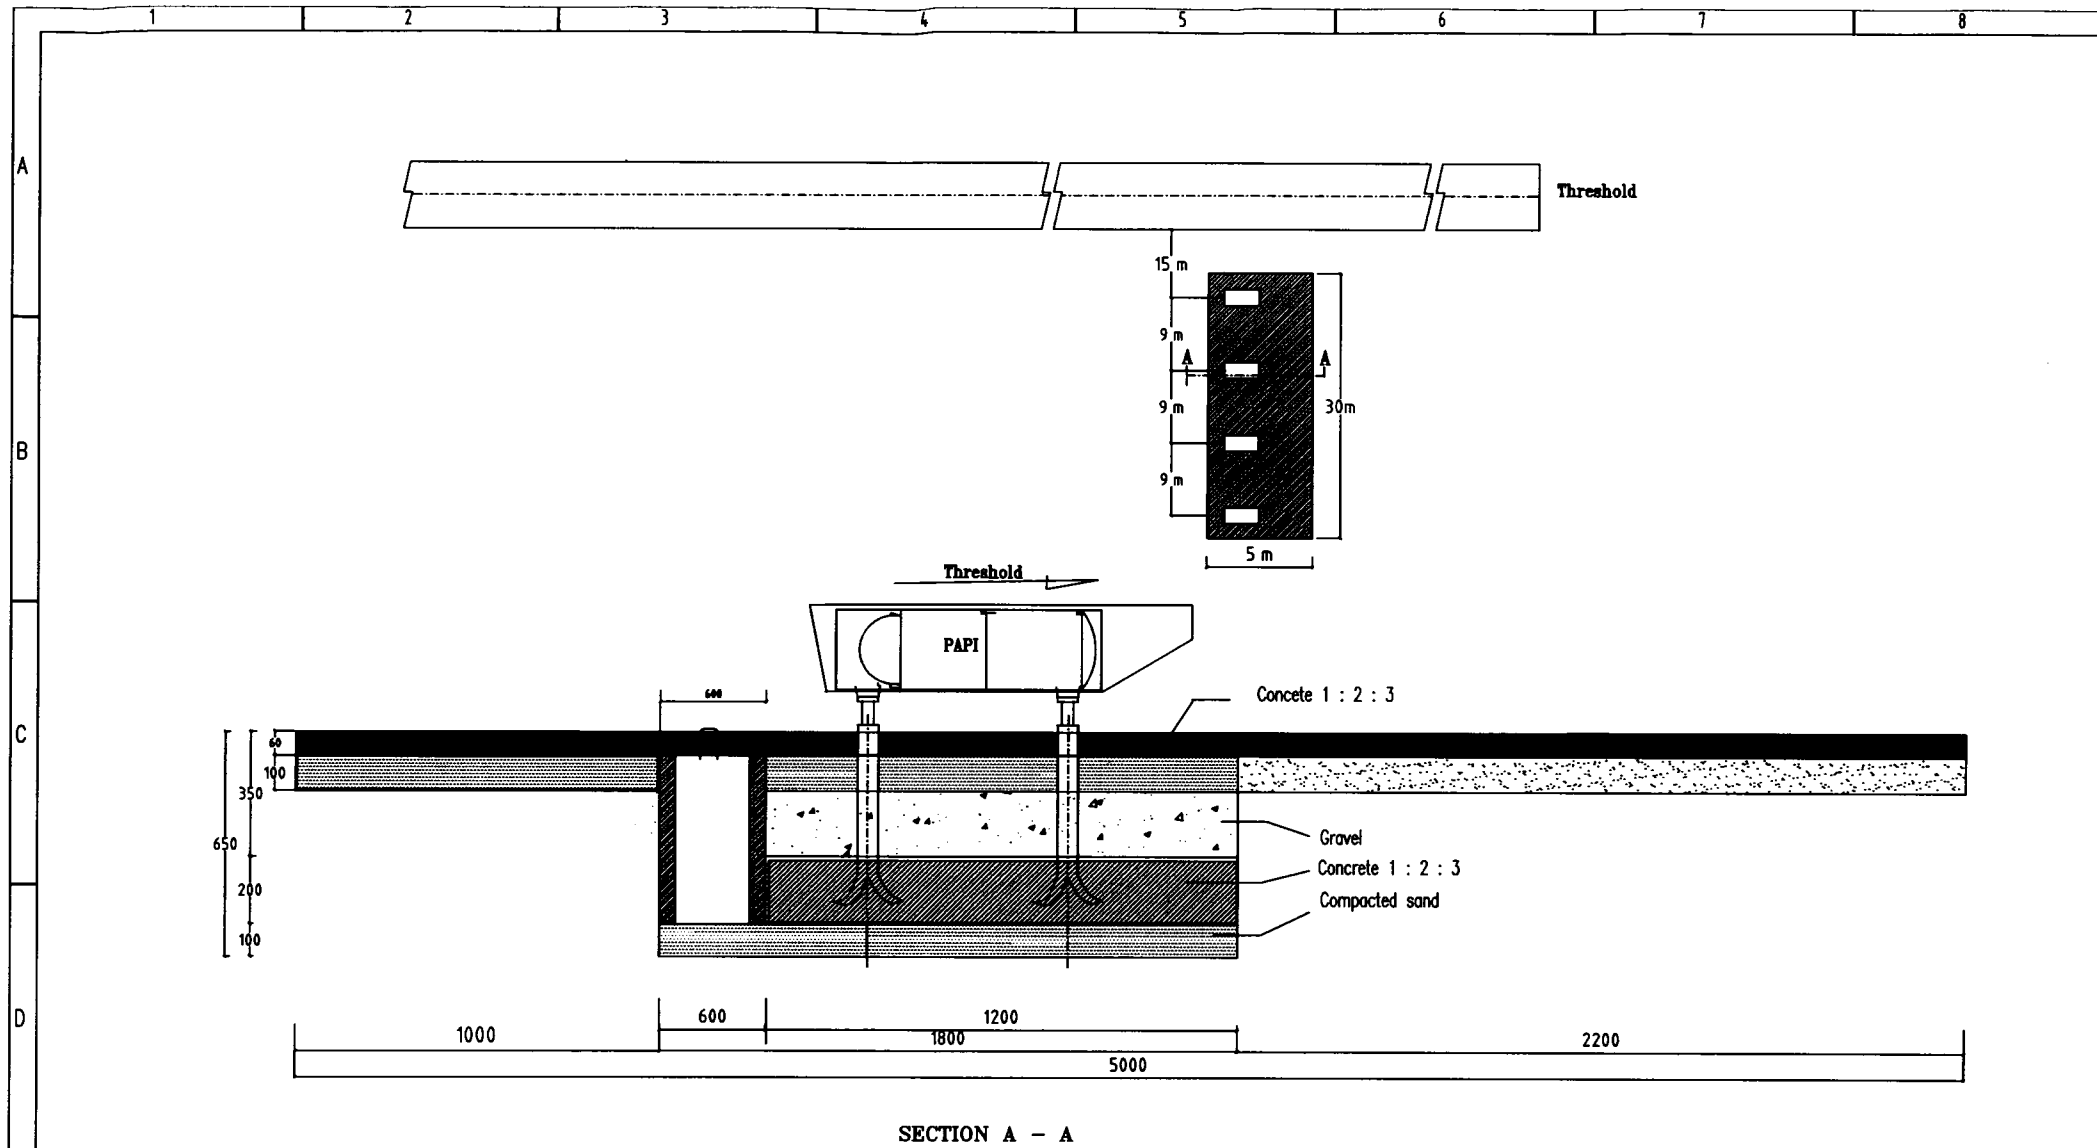 1 2 3 4 5 6 7 8
A
Threshold
15 m
9 m
A A
9 m
30m
B
9 m
5 m
Threshold
PAPI
600
Concete 1 : 2 : 3
C
60
100
350
650
Gravel
Concrete 1 : 2 : 3
200
Compacted sand
100
D
600 1200
1000 1800 2200
5000
SECTION A - A